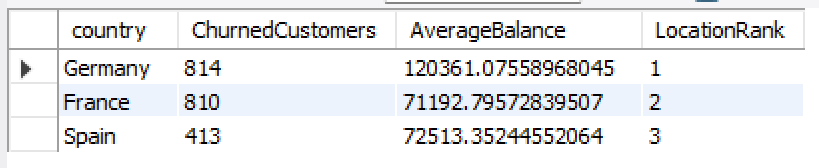 country ChurnedCustomers AverageBalance LocationRank
Germany 814 120361.07558968045 1
France 810 71192.79572839507 2
Spain 413 72513.35244552064 3